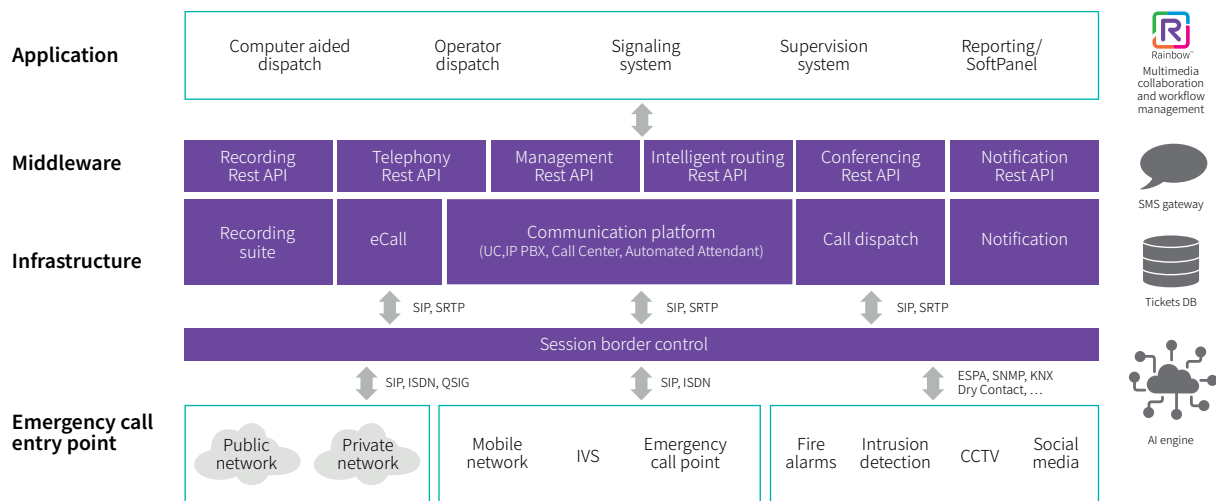 Application
Computer aided
dispatch
Operator
dispatch
Signaling
system
Supervision
system
Reporting/
SoftPanel
R
Rainbow™
Multimedia
collaboration
and workflow
management
Middleware
Recording
Rest API
Telephony
Rest API
Management
Rest API
Intelligent routing
Rest API
Conferencing
Rest API
Notification
Rest API
SMS gateway
Infrastructure
Recording
suite
eCall
Communication platform
(UC,IP PBX, Call Center, Automated Attendant)
Call dispatch
Notification
Tickets DB
SIP, SRTP
SIP, SRTP
SIP, SRTP
Session border control
SIP, ISDN, QSIG
SIP, ISDN
ESPA, SNMP, KNX
Dry Contact, …
Emergency call
entry point
Public
network
Private
network
Mobile
network
IVS
Emergency
call point
Fire
alarms
Intrusion
detection
CCTV
Social
media
AI engine